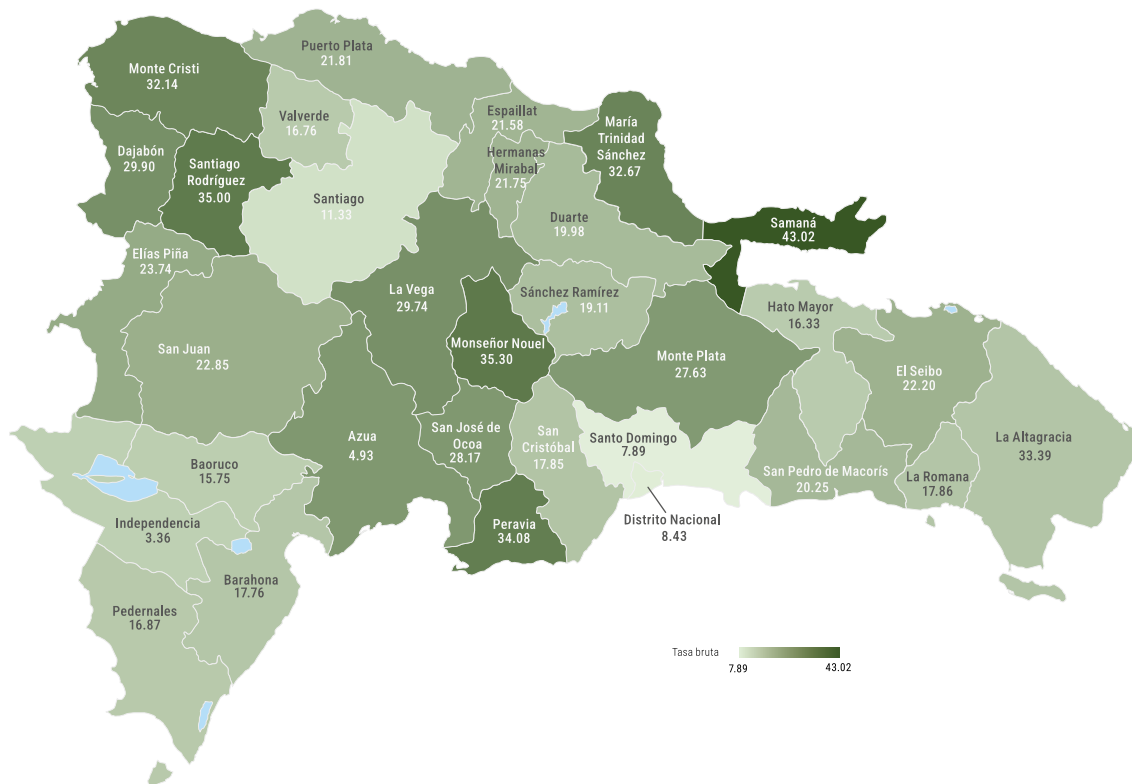 Puerto Plata
21.81
Monte Cristi
32.14
Valverde
16.76
Espaillat
21.58
María
Trinidad
Sánchez
32.67
Dajabón
29.90
Santiago
Rodríguez
35.00
Hermanas
Mirabal
21.75
Santiago
11.33
Duarte
19.98
Samaná
43.02
Elías Piña
23.74
La Vega
29.74
Sánchez Ramírez
19.11
Hato Mayor
16.33
San Juan
22.85
Monseñor Nouel
35.30
Monte Plata
27.63
El Seibo
22.20
Azua
4.93
San José de
Ocoa
28.17
San
Cristóbal
17.85
Santo Domingo
7.89
La Altagracia
33.39
Baoruco
15.75
San Pedro de Macorís
20.25
La Romana
17.86
Independencia
3.36
Peravia
34.08
Distrito Nacional
8.43
Barahona
17.76
Pedernales
16.87
Tasa bruta
7.89
43.02